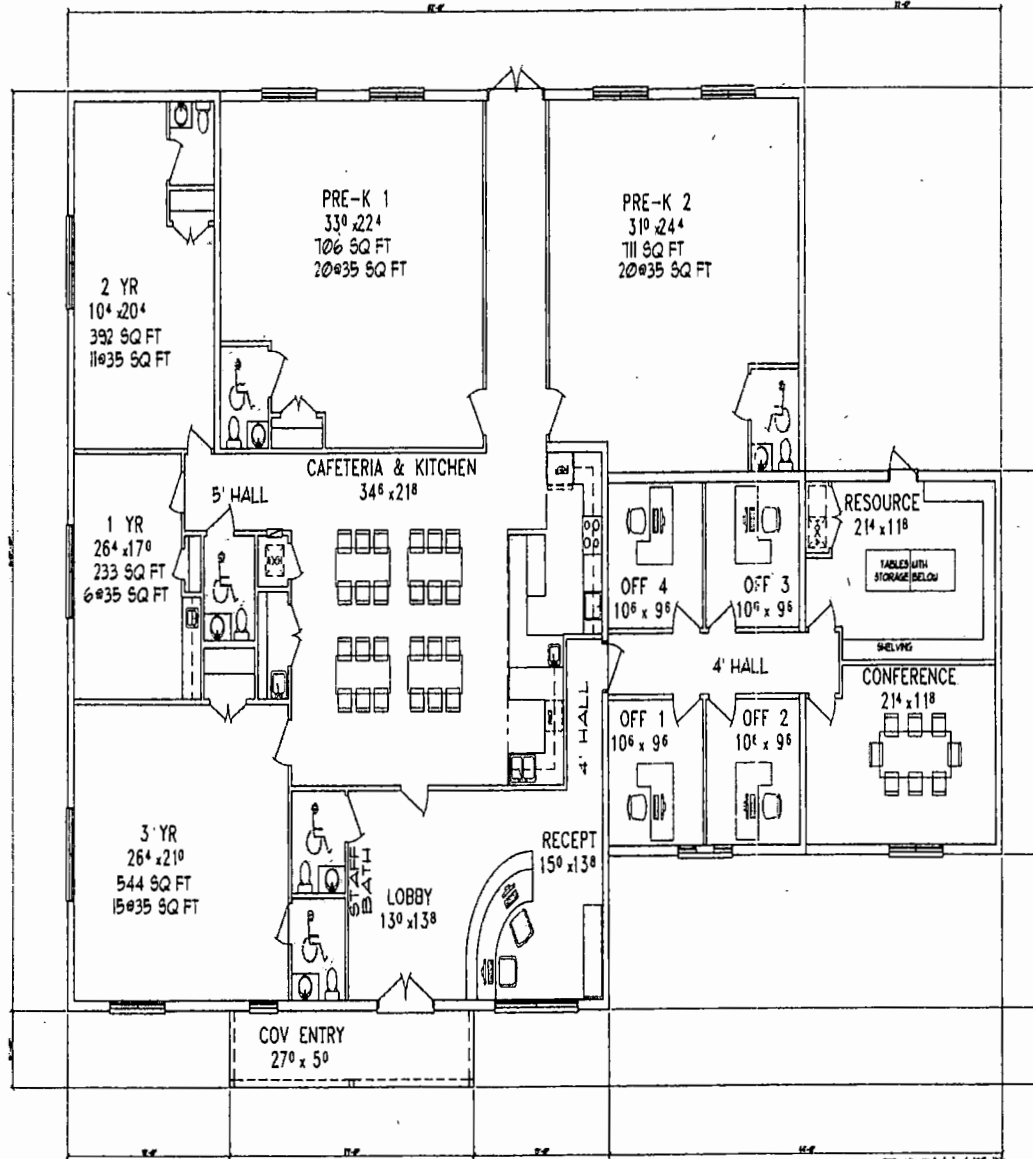 PRE-K 1
33⁰ x22⁴
706 SQ FT
20@35 SQ FT
PRE-K 2
31⁰ x24⁴
711 SQ FT
20@35 SQ FT
2 YR
10⁴ x20⁴
392 SQ FT
11@35 SQ FT
CAFETERIA & KITCHEN
34⁶ x21⁸
5' HALL
1 YR
26⁴ x17⁰
233 SQ FT
6@35 SQ FT
RESOURCE
21⁴ x11⁸
TABLES WITH
STORAGE BELOW
SHELVING
OFF 4
10⁶ x 9⁶
OFF 3
10⁶ x 9⁶
4' HALL
4' HALL
CONFERENCE
21⁴ x11⁸
OFF 1
10⁶ x 9⁶
OFF 2
10⁶ x 9⁶
3 YR
26⁴ x21⁰
544 SQ FT
15@35 SQ FT
STAFF
BATH
LOBBY
13⁰ x13⁸
RECEPT
15⁰ x13⁸
COV ENTRY
27⁰ x 5⁰